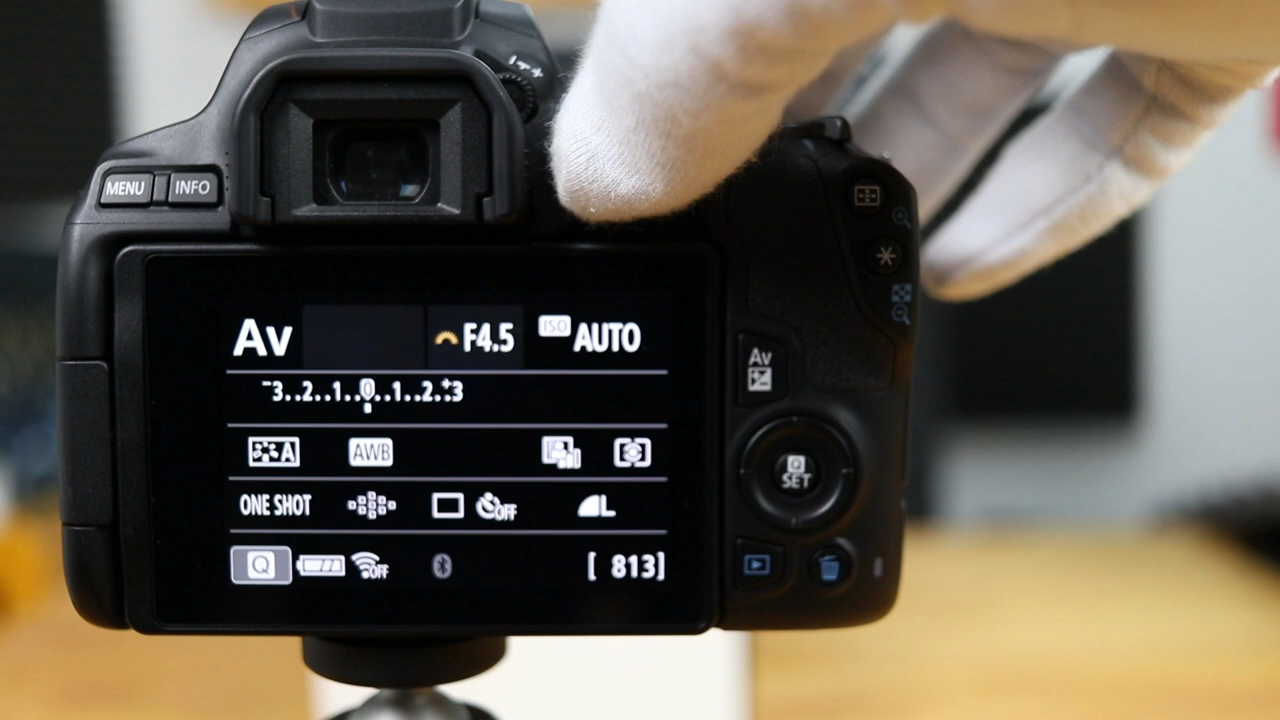 MENU INFO
Av F4.5 ISO AUTO
-3..2..1..0..1..2..+3
A AWB
ONE SHOT OFF L
Q OFF [ 813]
Av
Q
SET